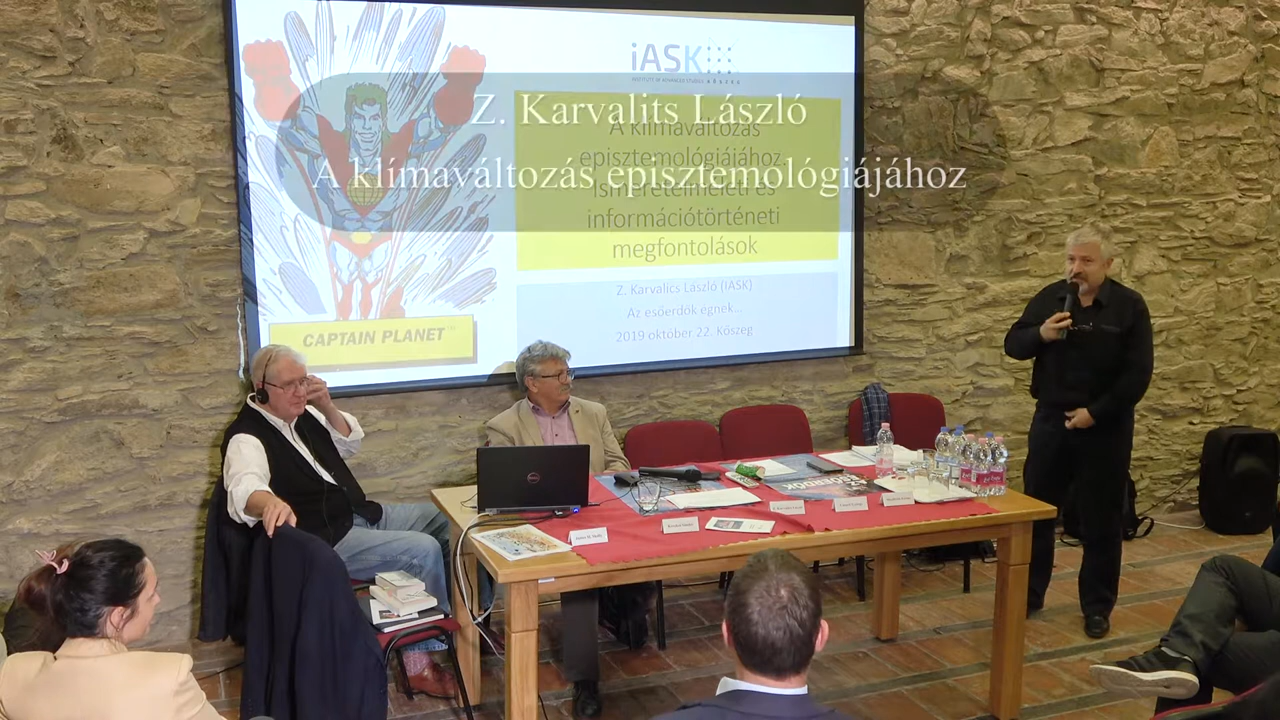 iASK
INSTITUTE OF ADVANCED STUDIES KŐSZEG
Z. Karvalits László
A klímaváltozás episztemológiájához
A klímaváltozás
episztemológiájához.
Ismeretelméleti és
információtörténeti
megfontolások
Z. Karvalics László (IASK)
Az esőerdők égnek...
2019 október 22. Kőszeg
CAPTAIN PLANET
DELL